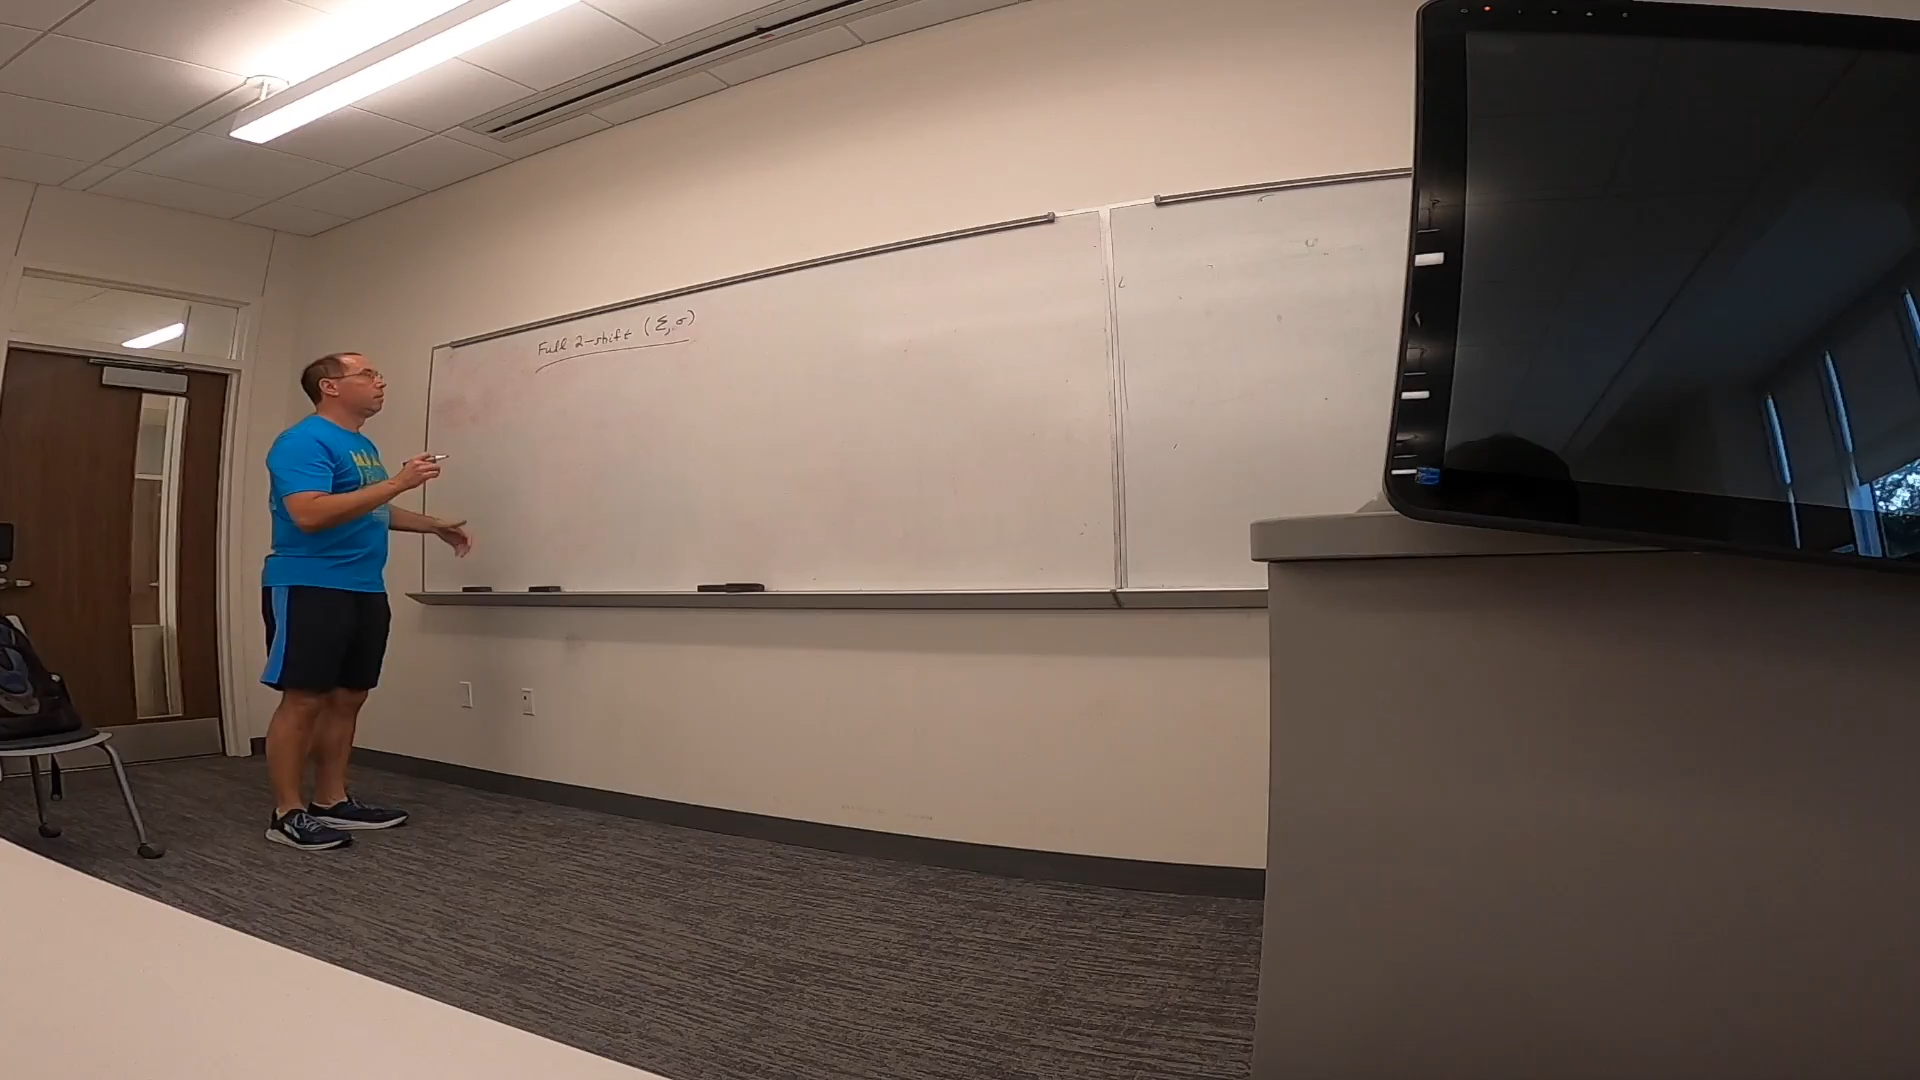 Full 2-shift (Σ, σ)